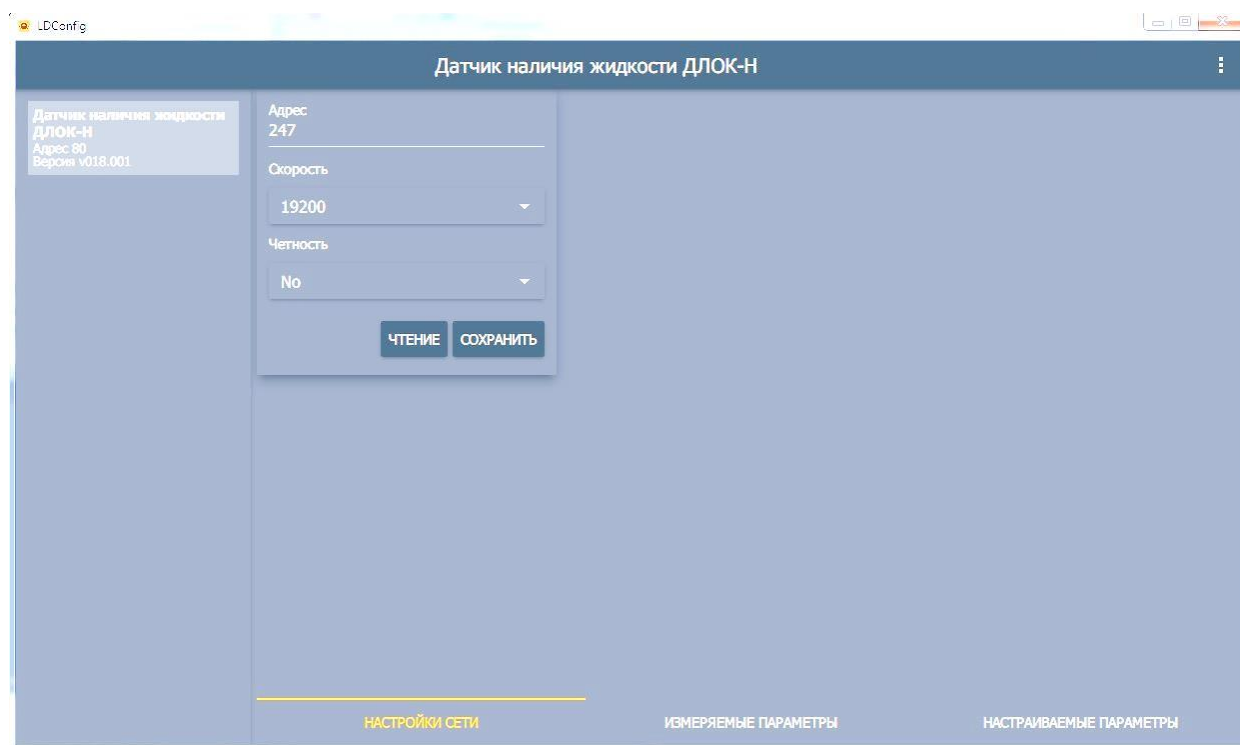 LDConfig
Датчик наличия жидкости ДЛОК-Н
Датчик наличия жидкости
ДЛОК-Н
Адрес 80
Версия v018.001
Адрес
247
Скорость
19200
Четность
No
ЧТЕНИЕ СОХРАНИТЬ
НАСТРОЙКИ СЕТИ ИЗМЕРЯЕМЫЕ ПАРАМЕТРЫ НАСТРАИВАЕМЫЕ ПАРАМЕТРЫ